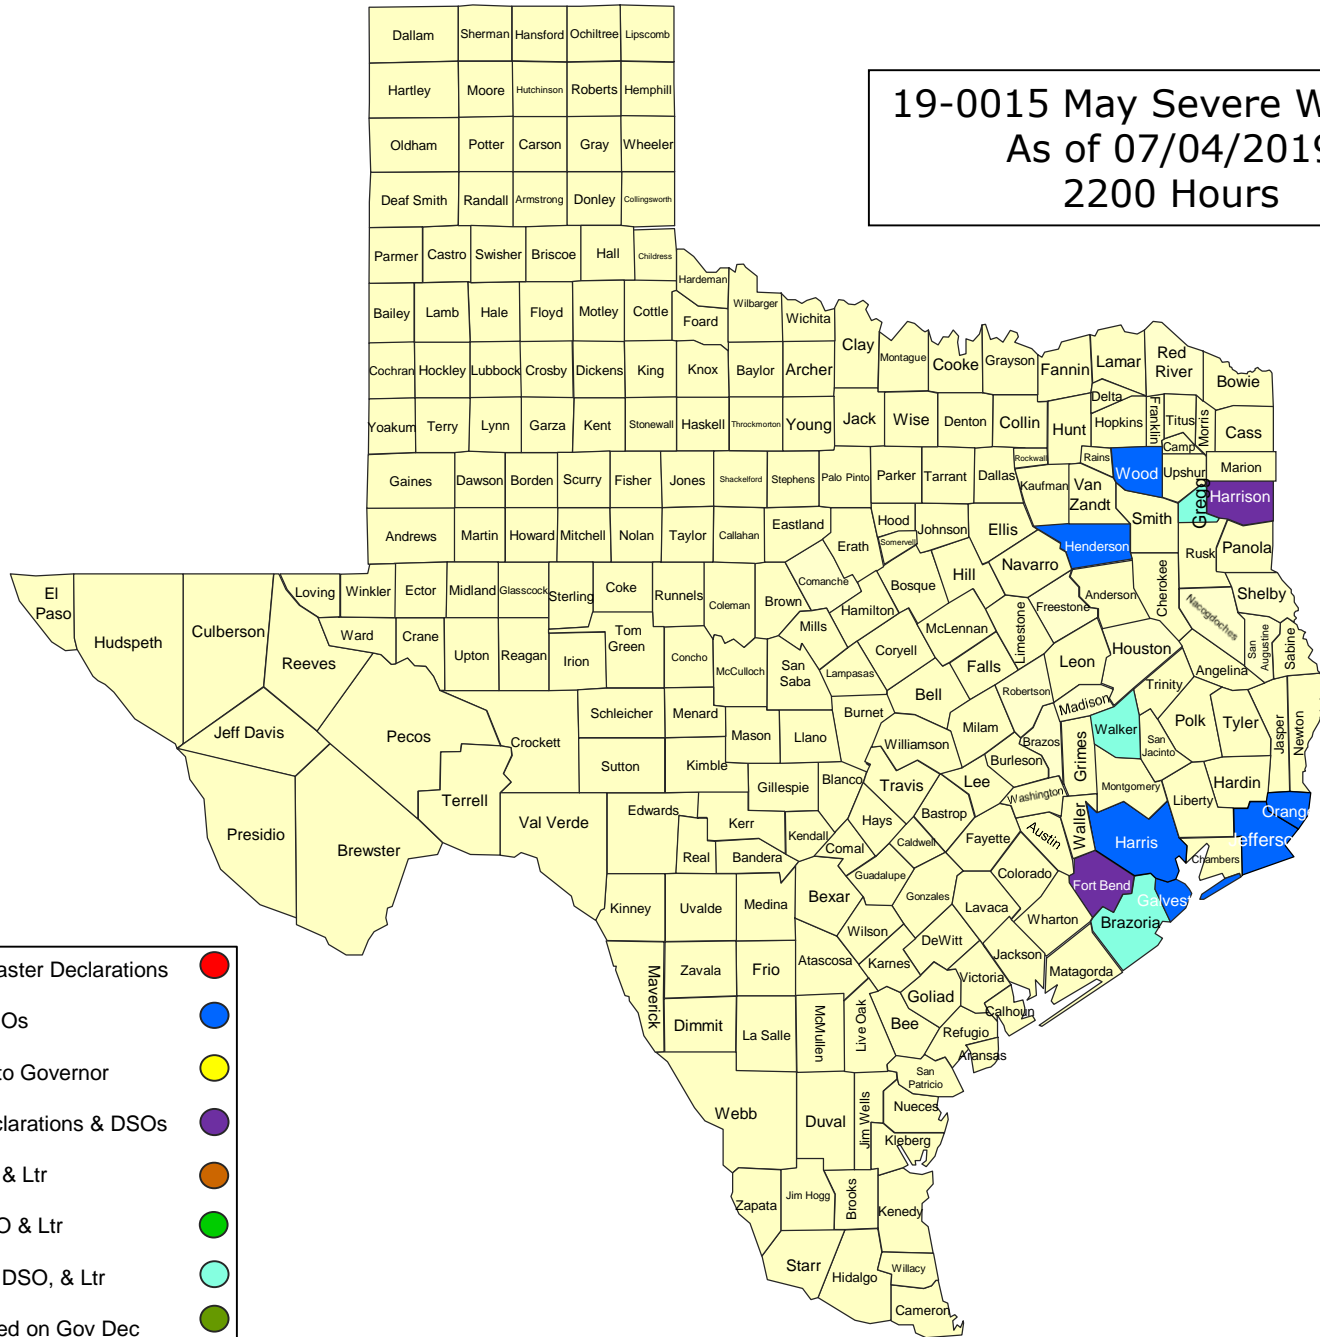 Dallam Sherman Hansford Ochiltree Lipscomb
Hartley Moore Hutchinson Roberts Hemphill
19-0015 May Severe W
As of 07/04/2019
2200 Hours
Oldham Potter Carson Gray Wheeler
Deaf Smith Randall Armstrong Donley Collingsworth
Parmer Castro Swisher Briscoe Hall Childress
Hardeman
Bailey Lamb Hale Floyd Motley Cottle Foard Wilbarger Wichita
Clay Montague Cooke Grayson Fannin Lamar Red River Bowie
Cochran Hockley Lubbock Crosby Dickens King Knox Baylor Archer
Delta
Yoakum Terry Lynn Garza Kent Stonewall Haskell Throckmorton Young Jack Wise Denton Collin Hunt Hopkins Franklin Titus Morris Cass
Camp
Rockwall Rains Wood Upshur Marion
Gaines Dawson Borden Scurry Fisher Jones Shackelford Stephens Palo Pinto Parker Tarrant Dallas Kaufman Van Zandt Gregg Harrison
Smith
Andrews Martin Howard Mitchell Nolan Taylor Callahan Eastland Hood Johnson Ellis Henderson
Somervell Erath Rusk Panola
Navarro
El Paso Hudspeth Culberson Loving Winkler Ector Midland Glasscock Sterling Coke Runnels Coleman Brown Comanche Bosque Hill Freestone Anderson Cherokee Shelby
Hamilton Nacogdoches
Ward Crane Upton Reagan Irion Tom Green Concho Mills McLennan Limestone San Augustine Sabine
Reeves McCulloch San Saba Lampasas Coryell Falls Leon Houston Angelina
Trinity
Jeff Davis Pecos Crockett Schleicher Menard Mason Llano Burnet Bell Milam Robertson Madison Walker San Jacinto Polk Tyler Jasper Newton
Williamson Brazos Grimes
Sutton Kimble Gillespie Blanco Travis Lee Burleson Washington Montgomery Liberty Hardin
Terrell Val Verde Edwards Kerr Kendall Hays Bastrop Waller Orange
Presidio Brewster Real Bandera Comal Caldwell Fayette Austin Harris Jefferso
Chambers
Guadalupe Colorado Fort Bend
Kinney Uvalde Medina Bexar Gonzales Lavaca Wharton Brazoria Galvest
Wilson DeWitt
Zavala Frio Atascosa Karnes Jackson Matagorda
Maverick Victoria
Dimmit La Salle McMullen Live Oak Goliad Calhoun
Bee Refugio
Aransas
San Patricio
Webb Duval Jim Wells Nueces
Kleberg
Zapata Jim Hogg Brooks Kenedy
Starr Hidalgo Willacy
Cameron
aster Declarations
Os
to Governor
clarations & DSOs
& Ltr
O & Ltr
DSO, & Ltr
ed on Gov Dec